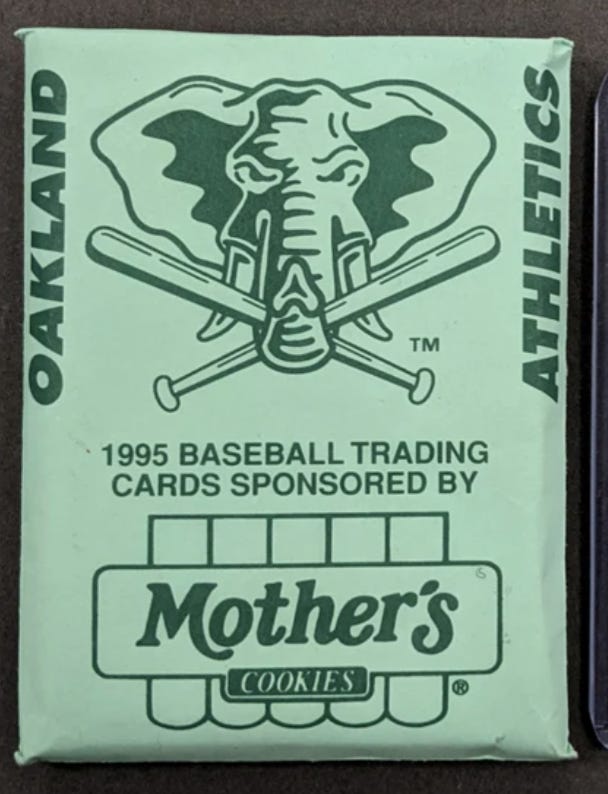 OAKLAND
ATHLETICS
TM
1995 BASEBALL TRADING
CARDS SPONSORED BY
Mother's
COOKIES
®